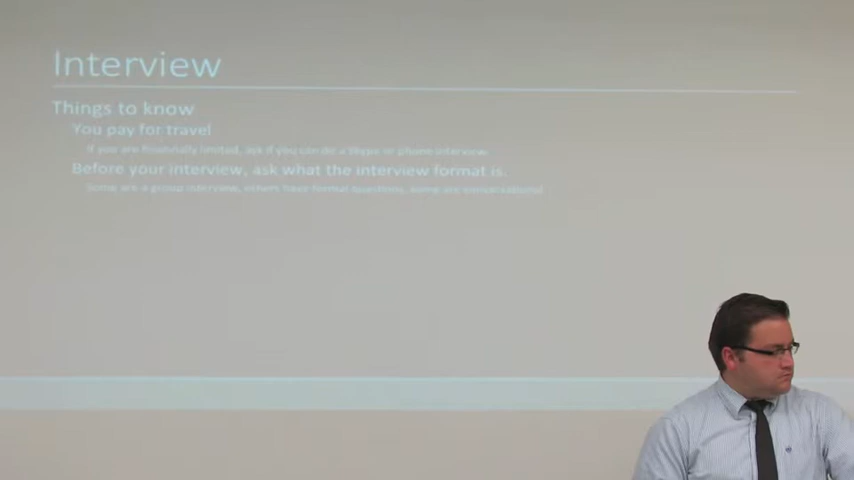 Interview
Things to know
You pay for travel
If you are financially limited, ask if you can do a Skype or phone interview.
Before your interview, ask what the interview format is.
Some are a group interview, others have format questions, some are conversational